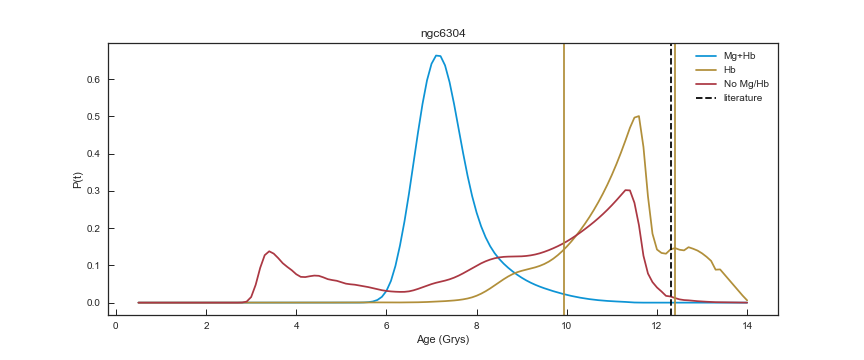 ngc6304
Mg+Hb
Hb
No Mg/Hb
literature
P(t)
0.6
0.5
0.4
0.3
0.2
0.1
0.0
0 2 4 6 8 10 12 14
Age (Grys)